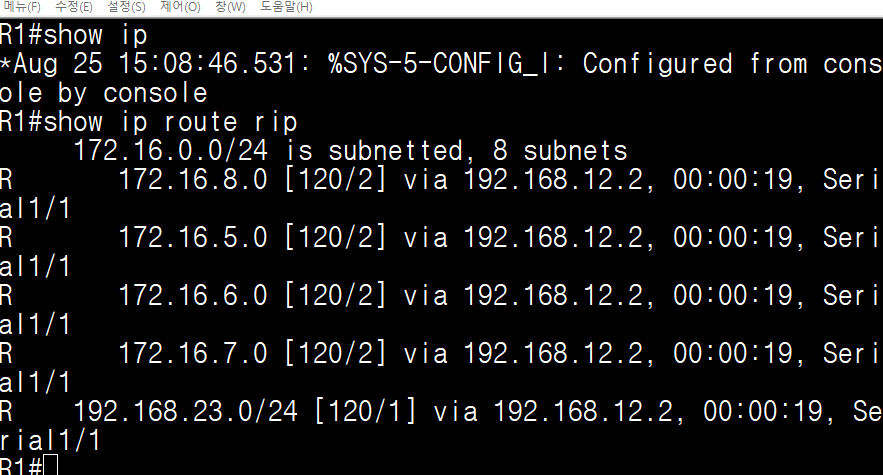 메뉴(F) 수정(E) 설정(S) 제어(O) 창(W) 도움말(H)
R1#show ip
*Aug 25 15:08:46.531: %SYS-5-CONFIG_I: Configured from cons
ole by console
R1#show ip route rip
172.16.0.0/24 is subnetted, 8 subnets
R 172.16.8.0 [120/2] via 192.168.12.2, 00:00:19, Seri
al1/1
R 172.16.5.0 [120/2] via 192.168.12.2, 00:00:19, Seri
al1/1
R 172.16.6.0 [120/2] via 192.168.12.2, 00:00:19, Seri
al1/1
R 172.16.7.0 [120/2] via 192.168.12.2, 00:00:19, Seri
al1/1
R 192.168.23.0/24 [120/1] via 192.168.12.2, 00:00:19, Se
rial1/1
R1#